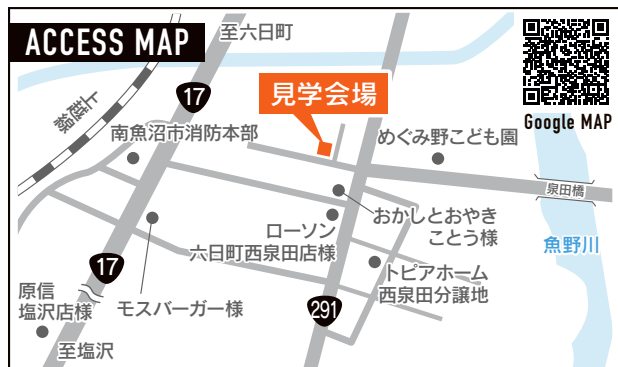 ACCESS MAP
至六日町
Google MAP
上越線
17
見学会場
南魚沼市消防本部
めぐみ野こども園
泉田橋
おかしとおやき
ことう様
ローソン
六日町西泉田店様
魚野川
17
トピアホーム
西泉田分譲地
原信
塩沢店様
モスバーガー様
291
至塩沢